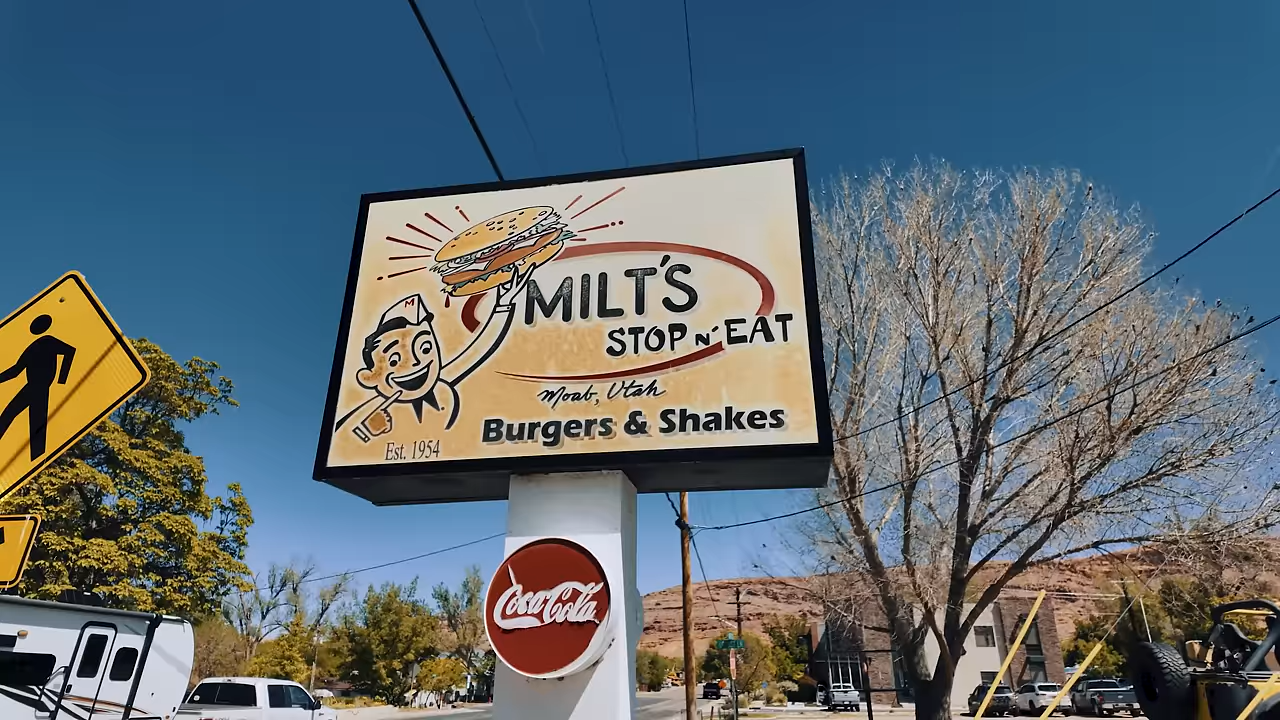 M
MILT'S
STOP N' EAT
Moab, Utah
Burgers & Shakes
Est. 1954
Coca-Cola